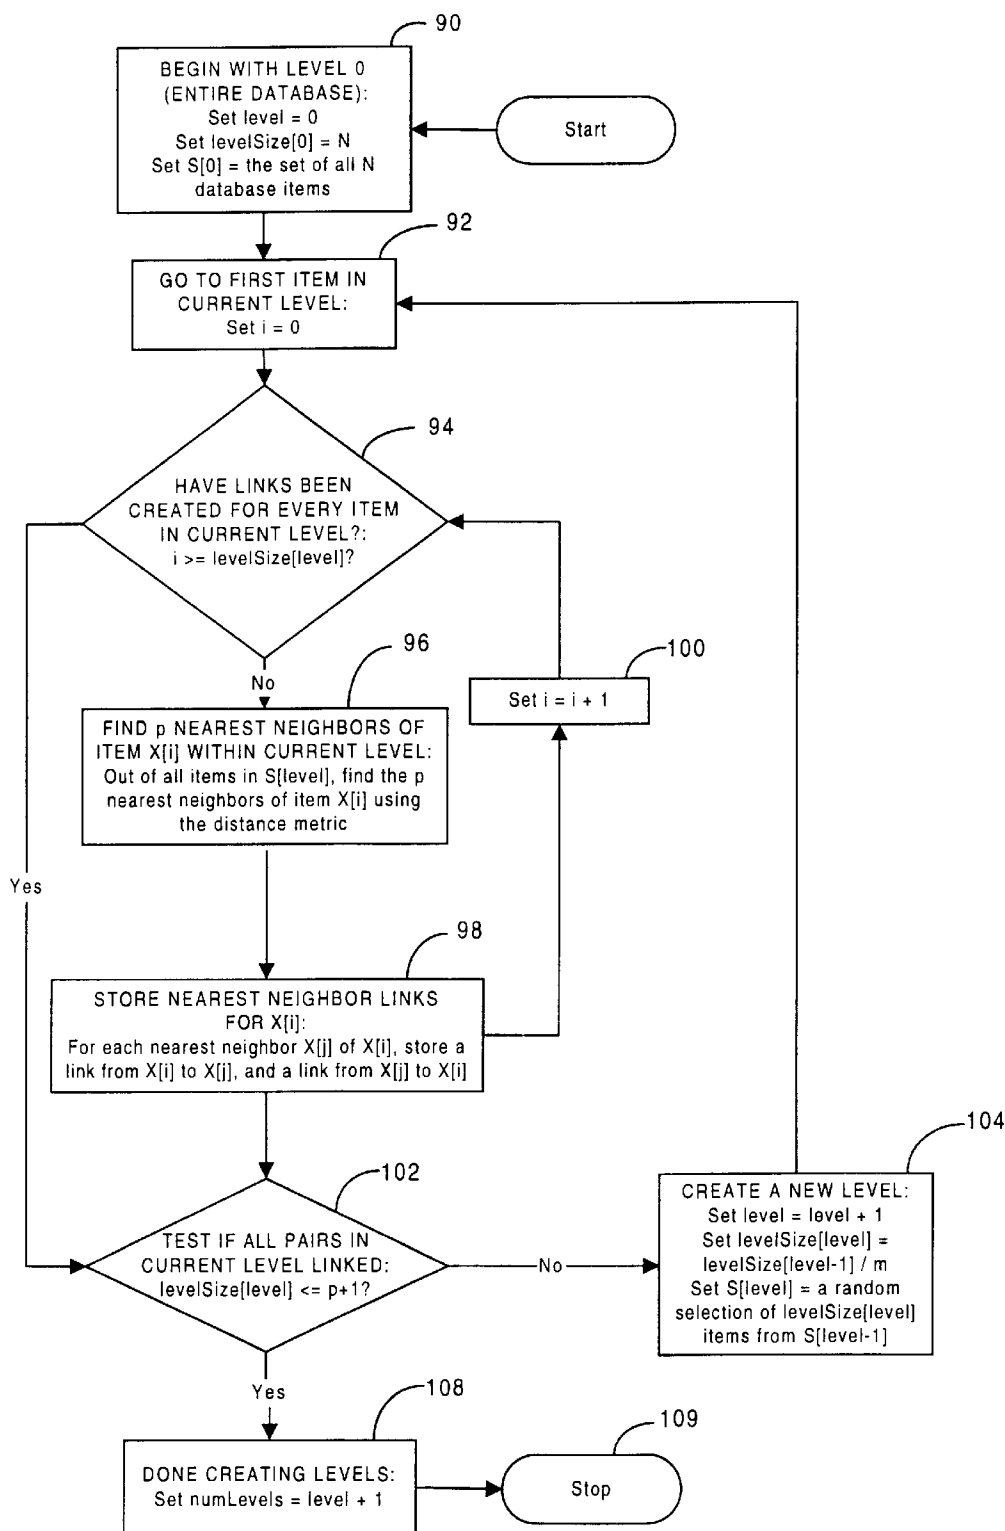 90
BEGIN WITH LEVEL 0
(ENTIRE DATABASE):
Set level = 0
Set levelSize[0] = N
Set S[0] = the set of all N
database items
Start
92
GO TO FIRST ITEM IN
CURRENT LEVEL:
Set i = 0
94
HAVE LINKS BEEN
CREATED FOR EVERY ITEM
IN CURRENT LEVEL?:
i >= levelSize[level]?
96
No
100
Set i = i + 1
FIND p NEAREST NEIGHBORS OF
ITEM X[i] WITHIN CURRENT LEVEL:
Out of all items in S[level], find the p
nearest neighbors of item X[i] using
the distance metric
Yes
98
STORE NEAREST NEIGHBOR LINKS
FOR X[i]:
For each nearest neighbor X[j] of X[i], store a
link from X[i] to X[j], and a link from X[j] to X[i]
102
TEST IF ALL PAIRS IN
CURRENT LEVEL LINKED:
levelSize[level} <= p+1?
No
104
CREATE A NEW LEVEL:
Set level = level + 1
Set levelSize[level] =
levelSize[level-1] / m
Set S[level] = a random
selection of levelSize[level]
items from S[level-1]
Yes
108
DONE CREATING LEVELS:
Set numLevels = level + 1
109
Stop